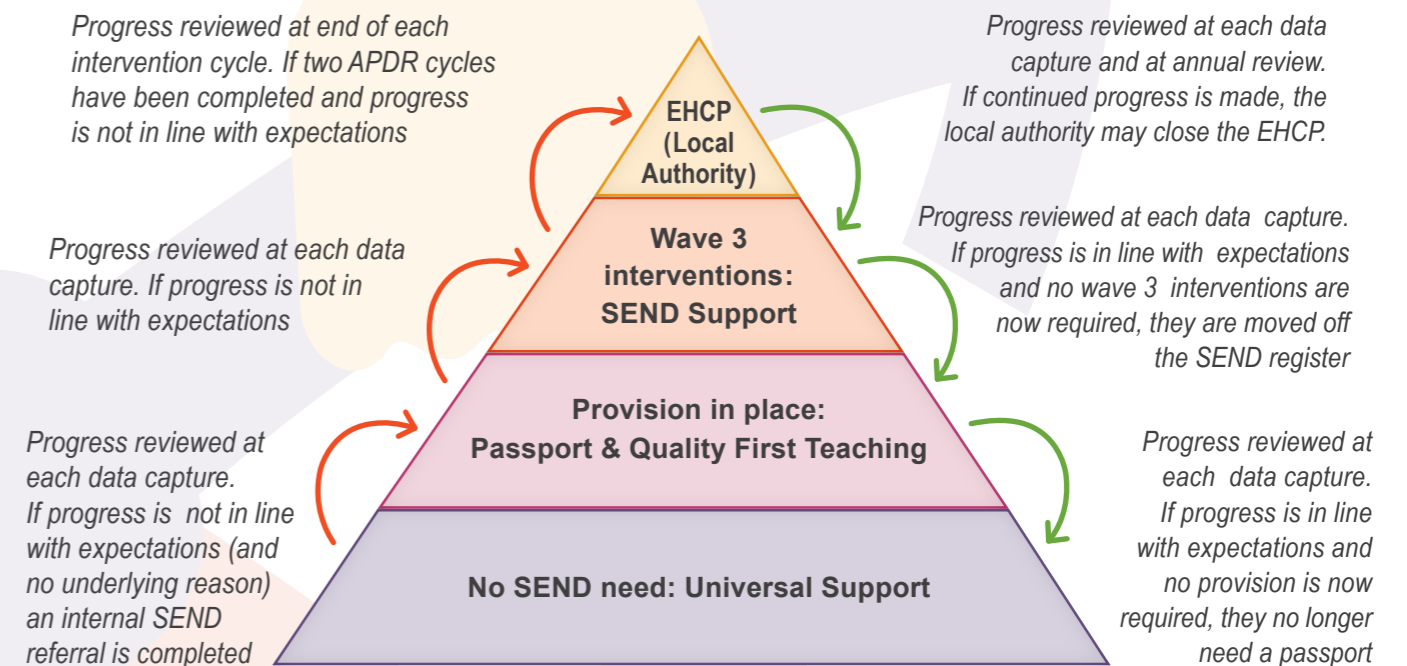 Progress reviewed at end of each
intervention cycle. If two APDR cycles
have been completed and progress
is not in line with expectations
Progress reviewed at each data
capture. If progress is not in
line with expectations
Progress reviewed at
each data capture.
If progress is not in line
with expectations (and
no underlying reason)
an internal SEND
referral is completed
EHCP
(Local
Authority)
Wave 3
interventions:
SEND Support
Provision in place:
Passport & Quality First Teaching
No SEND need: Universal Support
Progress reviewed at each data
capture and at annual review.
If continued progress is made, the
local authority may close the EHCP.
Progress reviewed at each data capture.
If progress is in line with expectations
and no wave 3 interventions are
now required, they are moved off
the SEND register
Progress reviewed at
each data capture.
If progress is in line
with expectations and
no provision is now
required, they no longer
need a passport